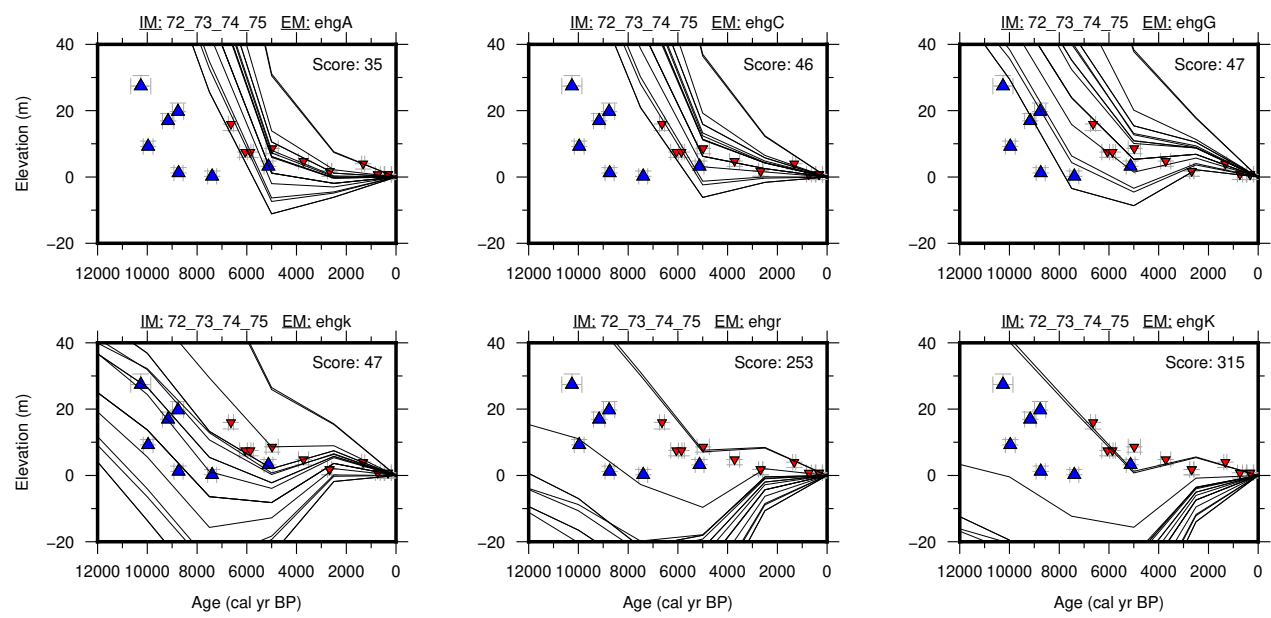 IM: 72_73_74_75 EM: ehgA
IM: 72_73_74_75 EM: ehgC
IM: 72_73_74_75 EM: ehgG
40
20
0
−20
Elevation (m)
Score: 35
12000 10000 8000 6000 4000 2000 0
40
20
0
−20
Score: 46
12000 10000 8000 6000 4000 2000 0
40
20
0
−20
Score: 47
12000 10000 8000 6000 4000 2000 0
IM: 72_73_74_75 EM: ehgk
IM: 72_73_74_75 EM: ehgr
IM: 72_73_74_75 EM: ehgK
40
20
0
−20
Elevation (m)
Score: 47
12000 10000 8000 6000 4000 2000 0
Age (cal yr BP)
40
20
0
−20
Score: 253
12000 10000 8000 6000 4000 2000 0
Age (cal yr BP)
40
20
0
−20
Score: 315
12000 10000 8000 6000 4000 2000 0
Age (cal yr BP)